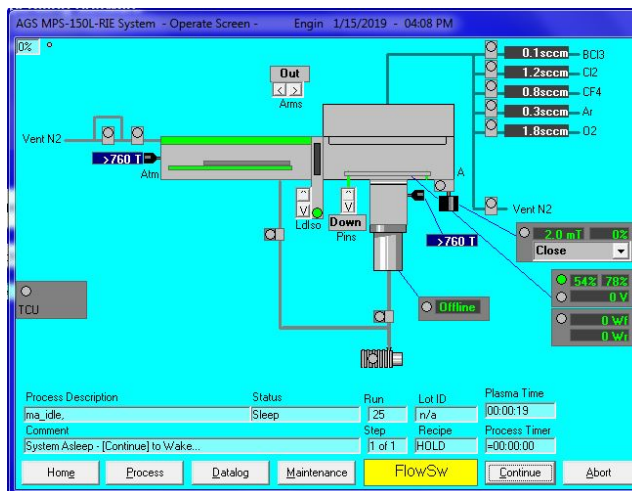 AGS MPS-150L-RIE System - Operate Screen - Engin 1/15/2019 - 04:08 PM
0%
Out
Arms
0.1sccm BCl3
1.2sccm Cl2
0.8sccm CF4
0.3sccm Ar
1.8sccm O2
Vent N2
>760 T
Atm
A
LdIso
Down
Pins
>760 T
Vent N2
2.0 mT 0%
Close
54% 78%
0 V
0 Wf
0 Wr
Offline
TCU
Process Description Status Run Lot ID Plasma Time
ma_idle, Sleep 25 n/a 00:00:19
Comment Step Recipe Process Timer
System Asleep - [Continue] to Wake... 1 of 1 HOLD =00:00:00
Home Process Datalog Maintenance FlowSw Continue Abort